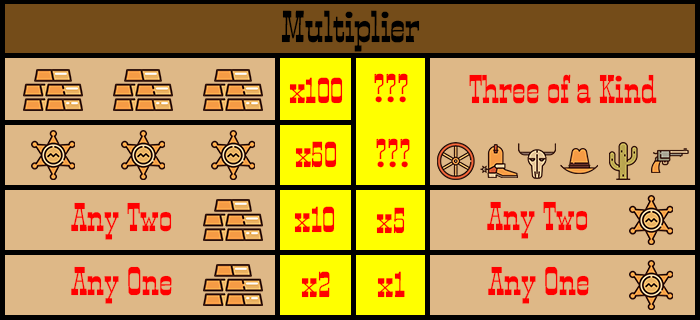 Multiplier
x100 ??? Three of a Kind
x50 ???
Any Two x10 x5 Any Two
Any One x2 x1 Any One